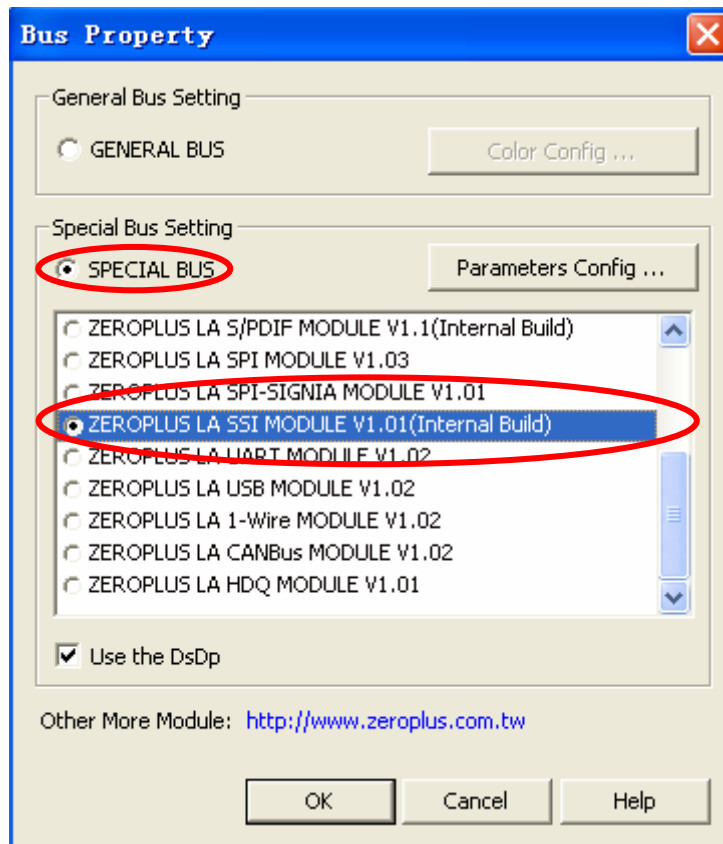 Bus Property
General Bus Setting
GENERAL BUS
Color Config ...
Special Bus Setting
SPECIAL BUS
Parameters Config ...
ZEROPLUS LA S/PDIF MODULE V1.1(Internal Build)
ZEROPLUS LA SPI MODULE V1.03
ZEROPLUS LA SPI-SIGNIA MODULE V1.01
ZEROPLUS LA SSI MODULE V1.01(Internal Build)
ZEROPLUS LA UART MODULE V1.02
ZEROPLUS LA USB MODULE V1.02
ZEROPLUS LA 1-Wire MODULE V1.02
ZEROPLUS LA CANBus MODULE V1.02
ZEROPLUS LA HDQ MODULE V1.01
Use the DsDp
Other More Module: http://www.zeroplus.com.tw
OK Cancel Help